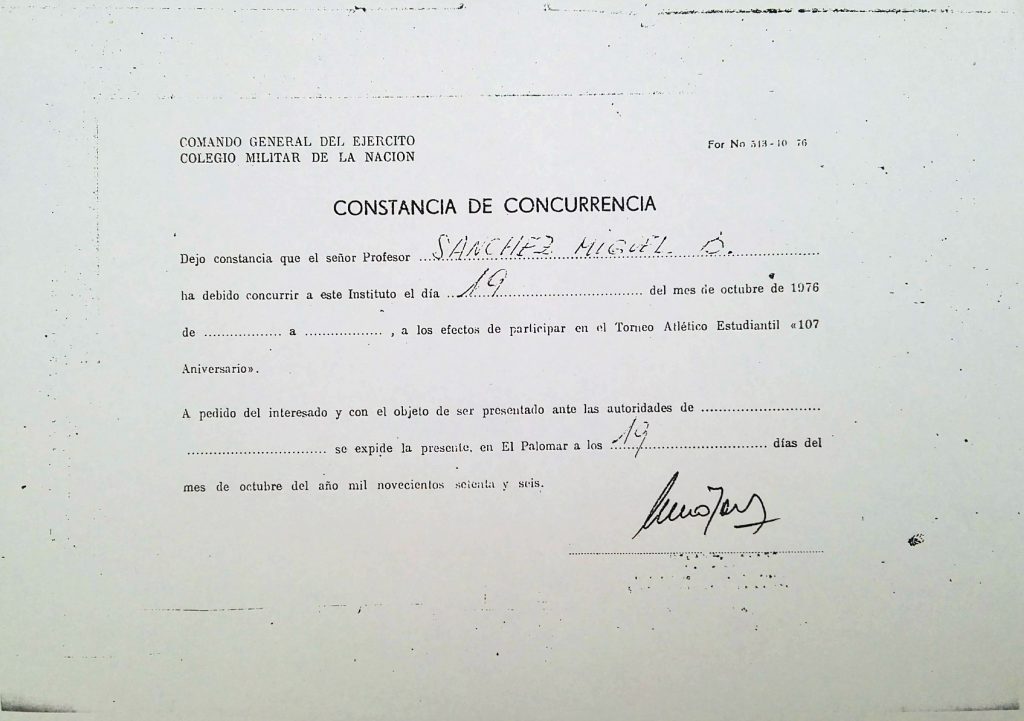 COMANDO GENERAL DEL EJERCITO
COLEGIO MILITAR DE LA NACION
For No 513-10 76
CONSTANCIA DE CONCURRENCIA
Dejo constancia que el señor Profesor ... SANCHEZ MIGUEL
ha debido concurrir a este Instituto el día ... 19 ... del mes de octubre de 1976
de ................ a ................ , a los efectos de participar en el Torneo Atlético Estudiantil «107
Aniversario».
A pedido del interesado y con el objeto de ser presentado ante las autoridades de ........................
............................ se expide la presente, en El Palomar a los ... 19 ... días del
mes de octubre del año mil novecientos seienta y seis.